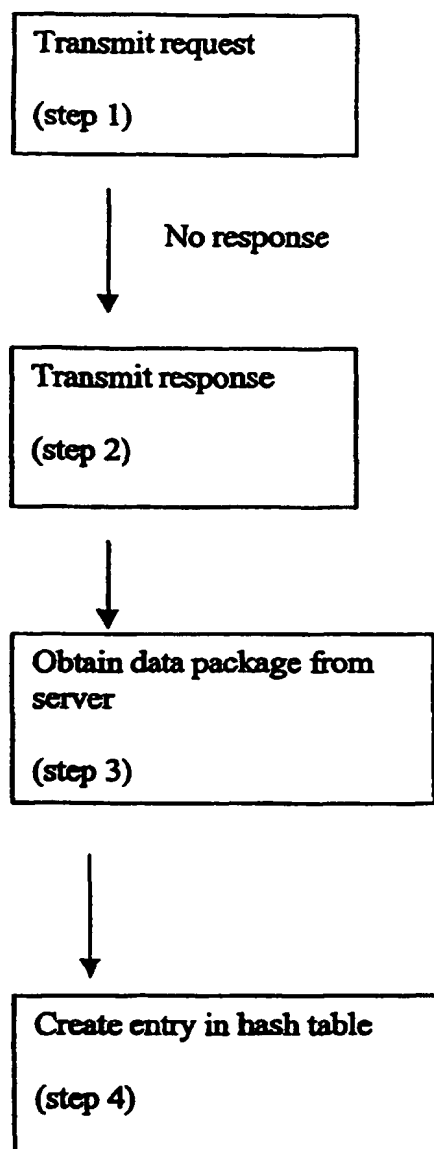 Transmit request
(step 1)
No response
Transmit response
(step 2)
Obtain data package from
server
(step 3)
Create entry in hash table
(step 4)